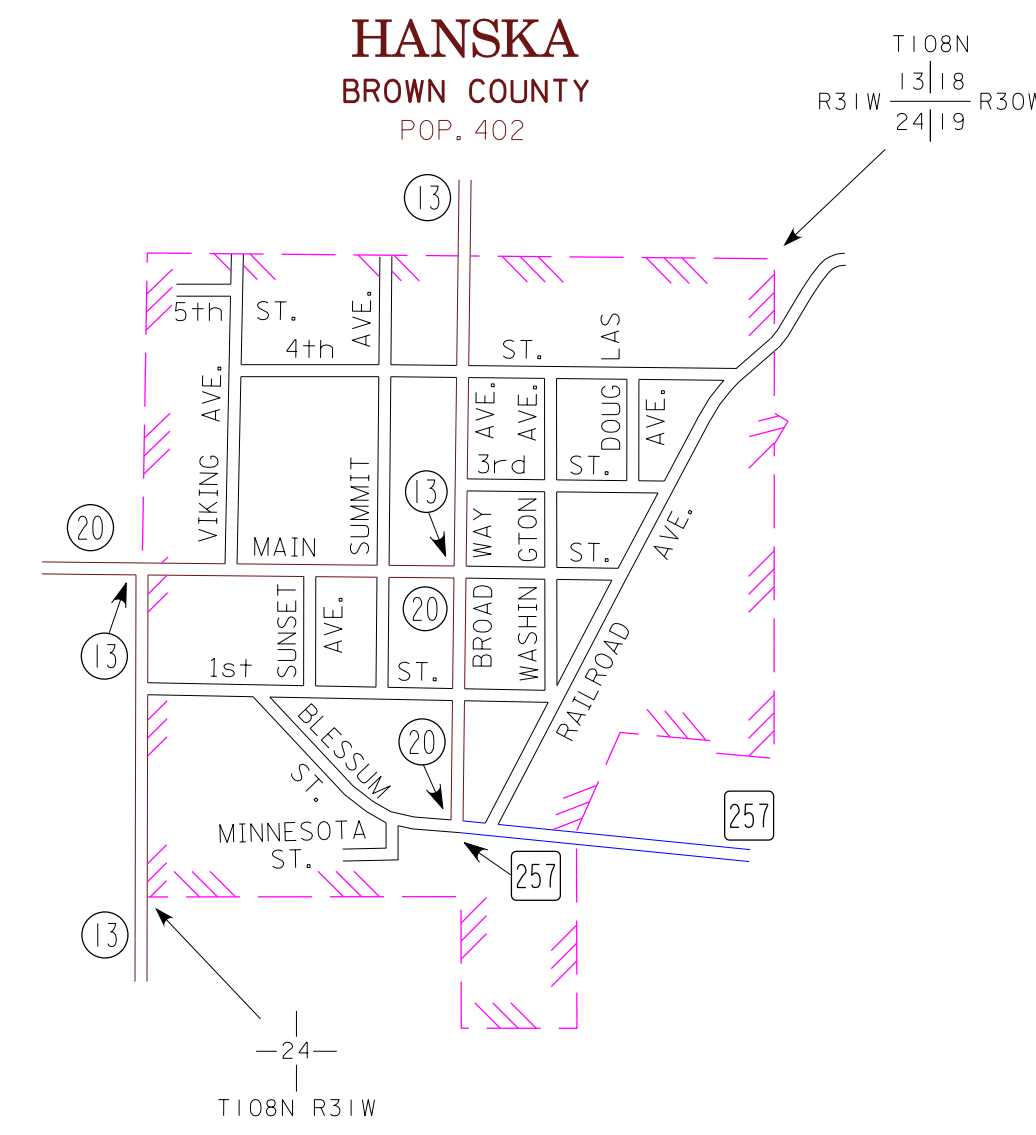 HANSKA
BROWN COUNTY
POP. 402
T108N
R31W 13|18 R30W
24|19
13
5th ST.
4th ST.
AVE.
VIKING AVE.
SUMMIT
DOUG LAS
AVE.
AVE.
AVE.
3rd ST.
13
20
MAIN ST.
WAY
GTON
AVE.
13
SUNSET AVE.
20
BROAD
WASHIN
1st ST.
RAILROAD
BLESSUM ST.
20
MINNESOTA
ST.
257
257
13
24
T108N R31W